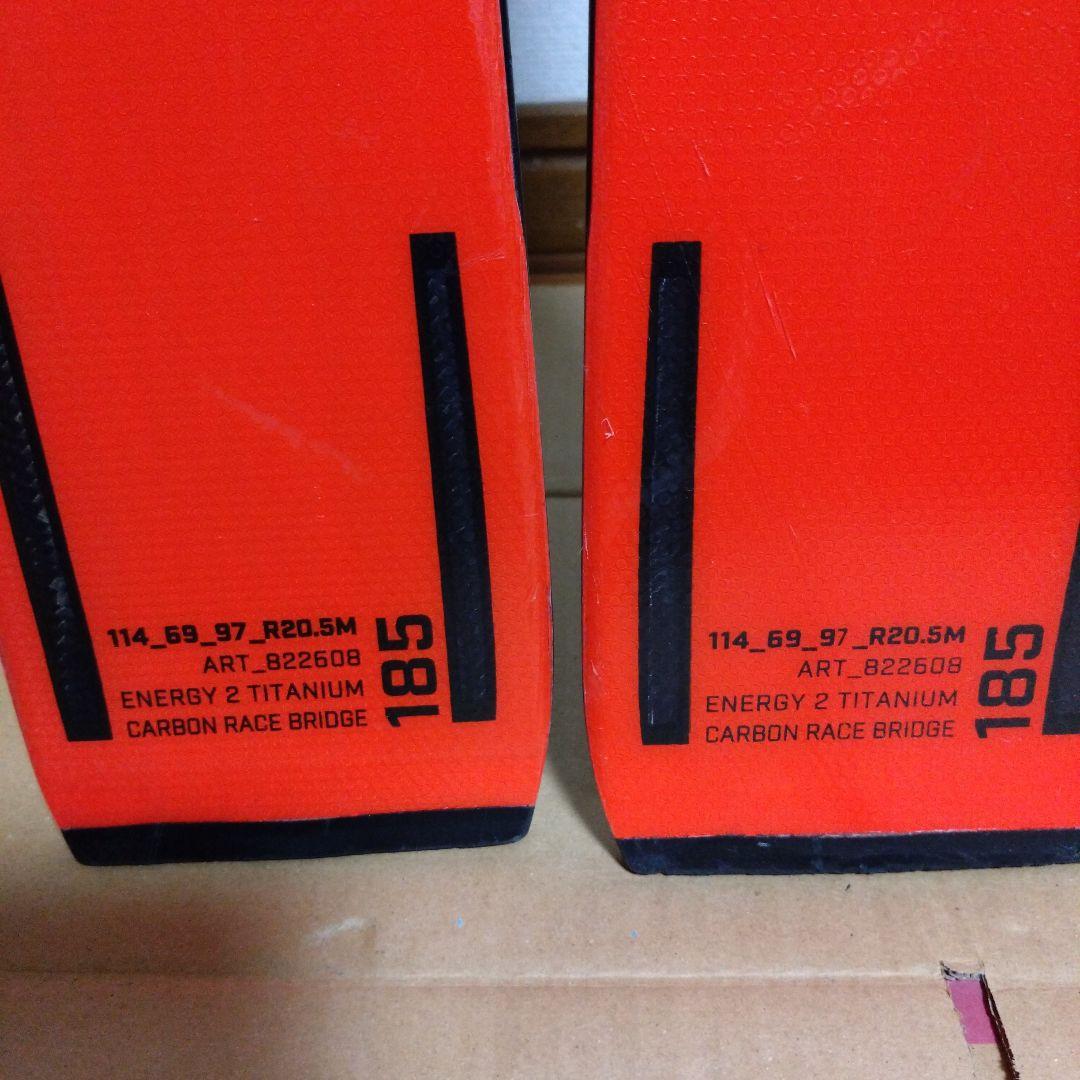 114_69_97_R20.5M
ART_822608
ENERGY 2 TITANIUM
CARBON RACE BRIDGE
185
114_69_97_R20.5M
ART_822608
ENERGY 2 TITANIUM
CARBON RACE BRIDGE
185